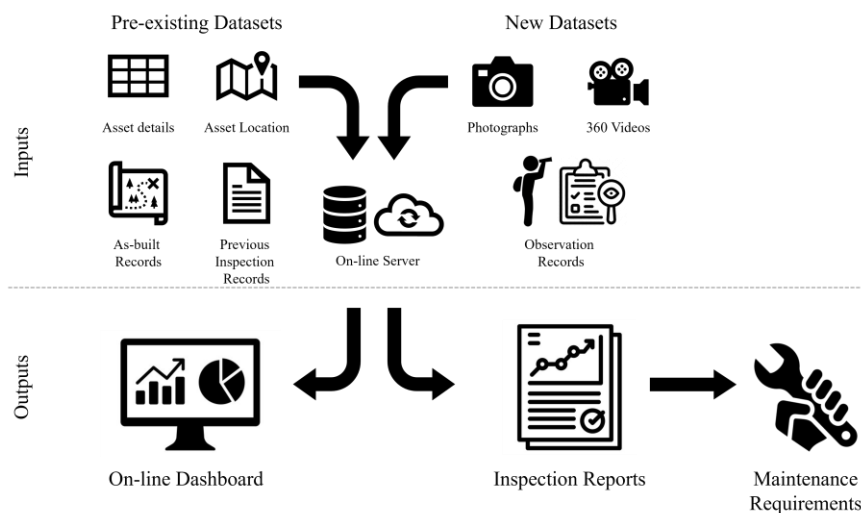 Pre-existing Datasets
New Datasets
Inputs
Asset details
Asset Location
Photographs
360 Videos
As-built
Records
Previous
Inspection
Records
On-line Server
Observation
Records
Outputs
On-line Dashboard
Inspection Reports
Maintenance
Requirements